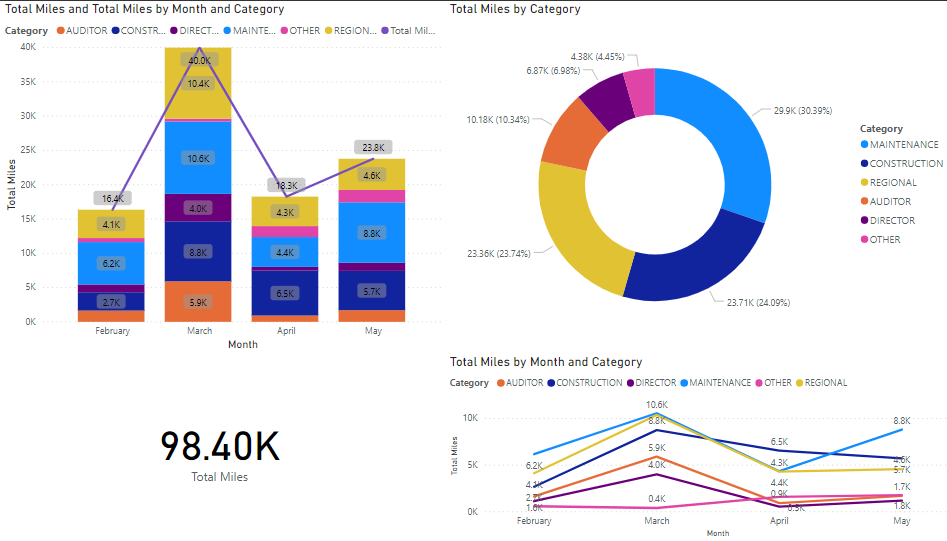 Total Miles and Total Miles by Month and Category
Category AUDITOR CONSTR... DIRECT... MAINTE... OTHER REGION... Total Mil...
40K
35K
30K
25K
20K
15K
10K
5K
0K
Total Miles
16.4K
4.1K
6.2K
2.7K
40.0K
10.4K
10.6K
4.0K
8.8K
5.9K
18.3K
4.3K
4.4K
6.5K
23.8K
4.6K
8.8K
5.7K
February March April May
Month
Total Miles by Category
4.38K (4.45%)
6.87K (6.98%)
10.18K (10.34%)
23.36K (23.74%)
29.9K (30.39%)
23.71K (24.09%)
Category
MAINTENANCE
CONSTRUCTION
REGIONAL
AUDITOR
DIRECTOR
OTHER
98.40K
Total Miles
Total Miles by Month and Category
Category AUDITOR CONSTRUCTION DIRECTOR MAINTENANCE OTHER REGIONAL
10K
5K
0K
Total Miles
6.2K
4.1K
10.6K
8.8K
5.9K
4.0K
0.4K
6.5K
4.3K
4.4K
0.9K
8.8K
4.6K
5.7K
1.7K
1.8K
February March April May
Month